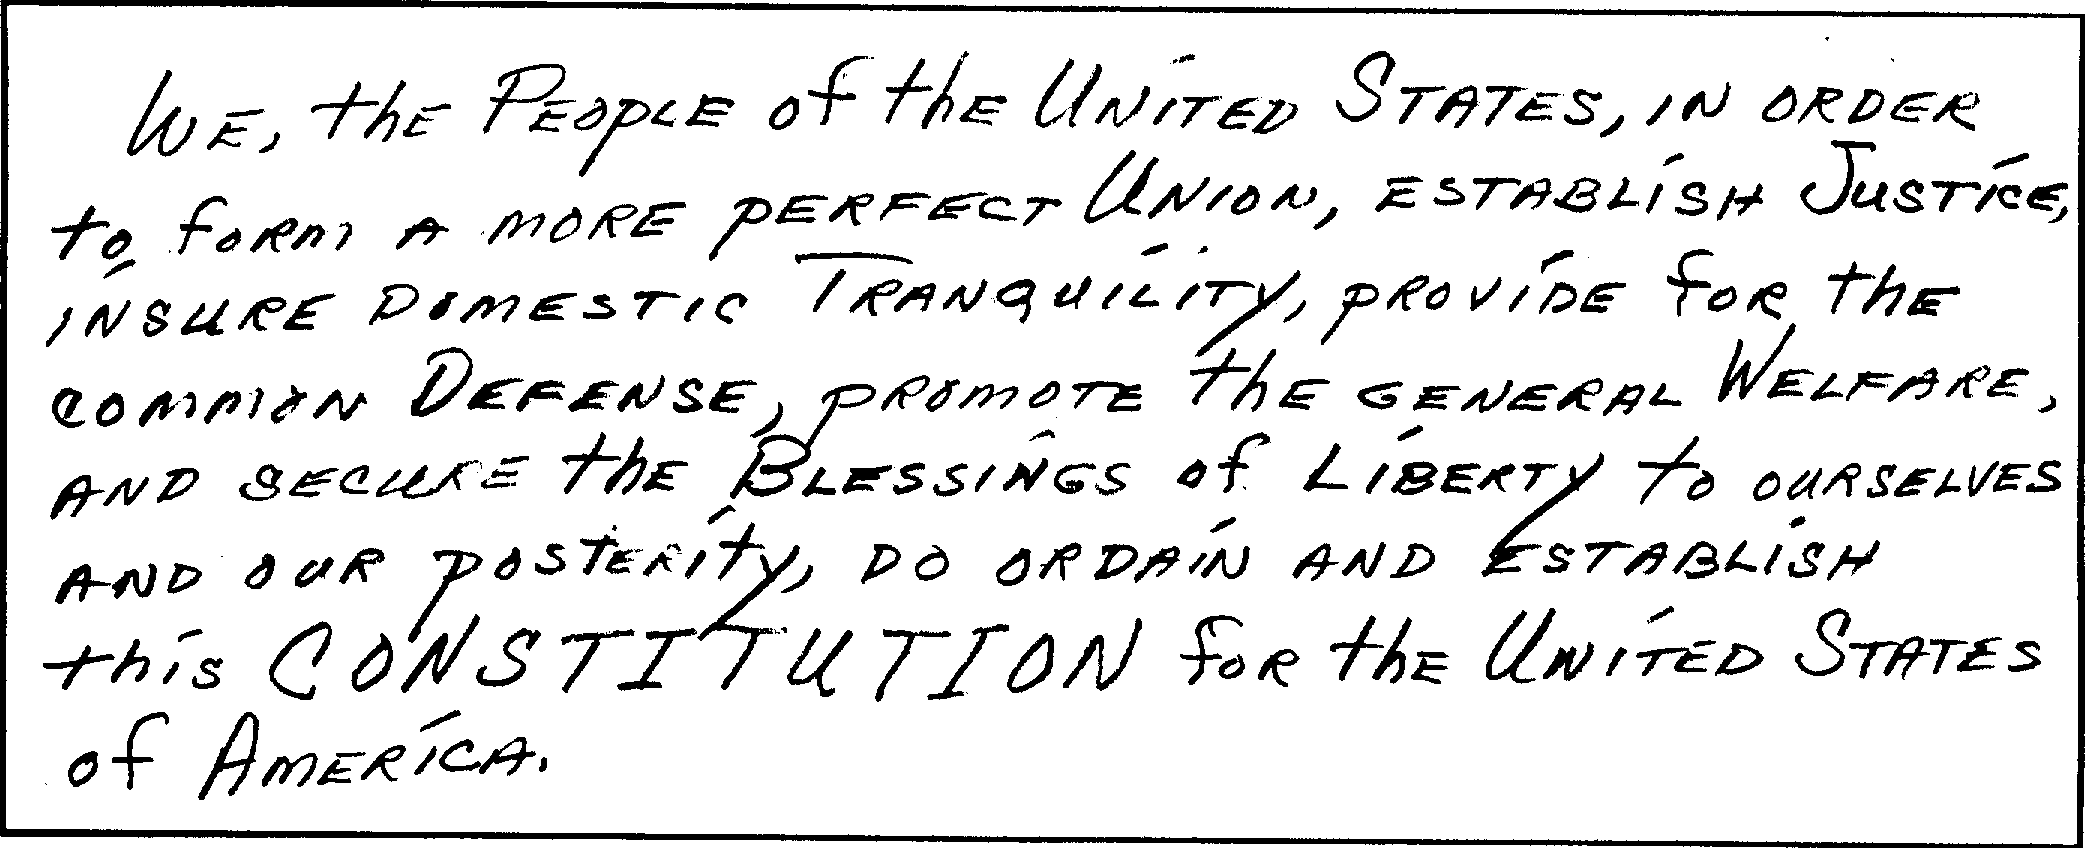 We, the People of the United States, in order
to form a more perfect Union, establish Justice,
insure domestic Tranquility, provide for the
common Defense, promote the general Welfare,
and secure the Blessings of Liberty to ourselves
and our posterity, do ordain and establish
this CONSTITUTION for the United States
of America.